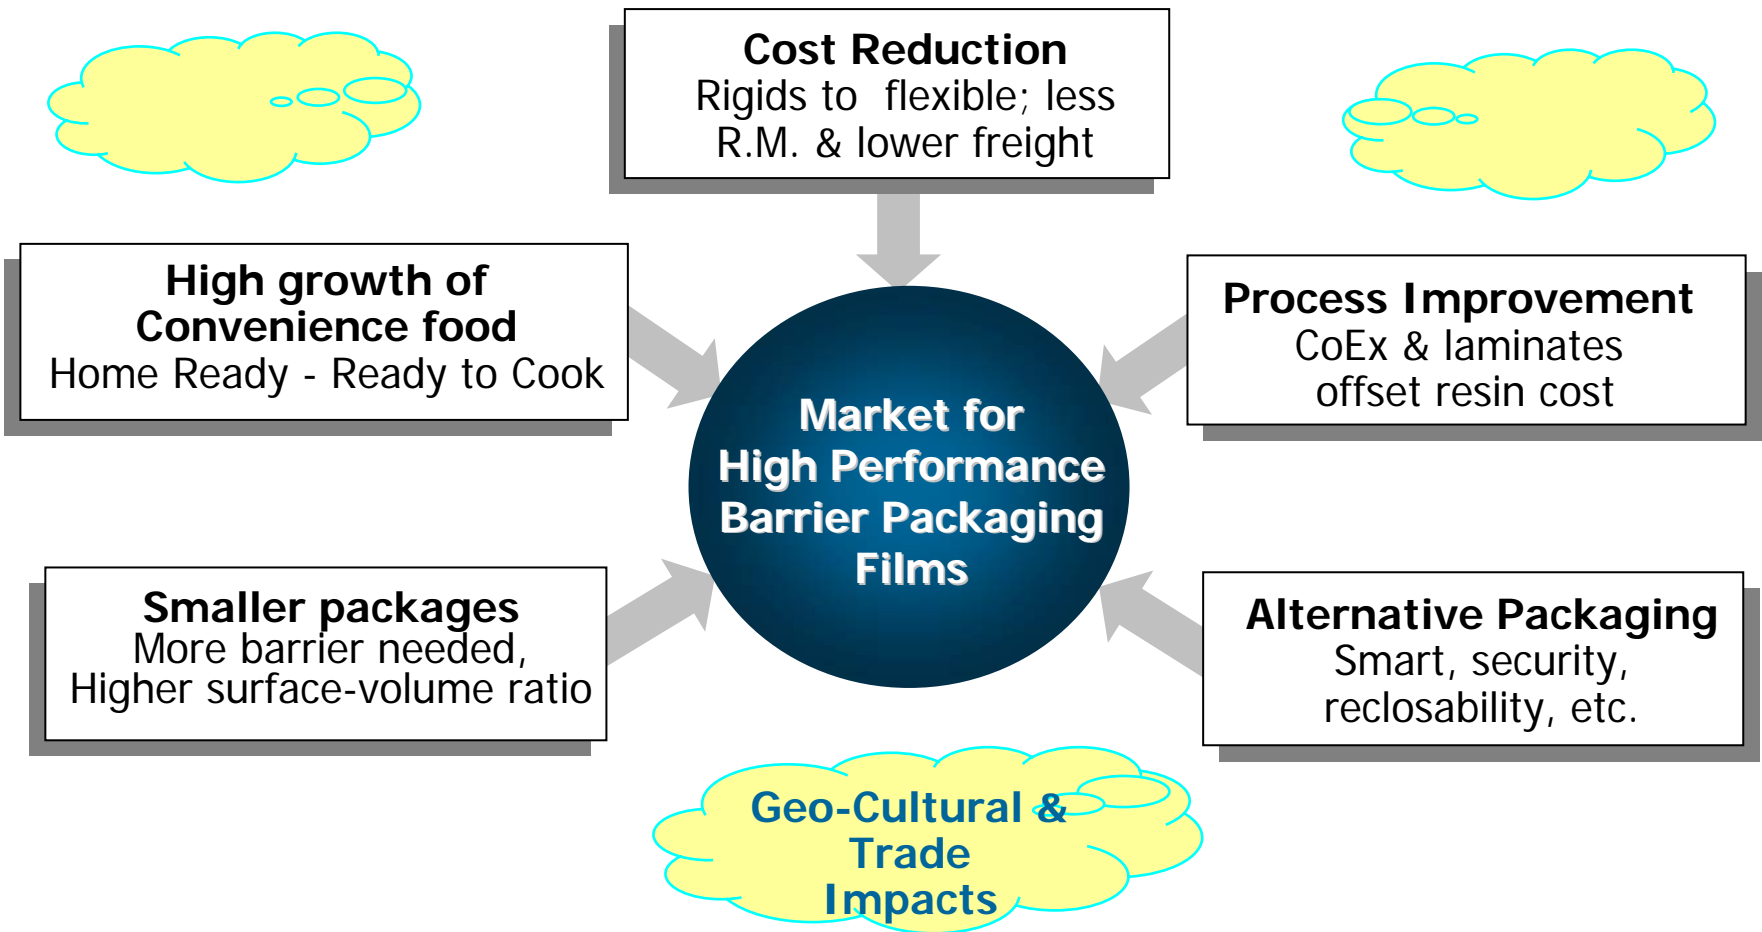 Cost Reduction
Rigids to flexible; less
R.M. & lower freight
High growth of
Convenience food
Home Ready - Ready to Cook
Process Improvement
CoEx & laminates
offset resin cost
Market for
High Performance
Barrier Packaging
Films
Smaller packages
More barrier needed,
Higher surface-volume ratio
Alternative Packaging
Smart, security,
reclosability, etc.
Geo-Cultural &
Trade
Impacts